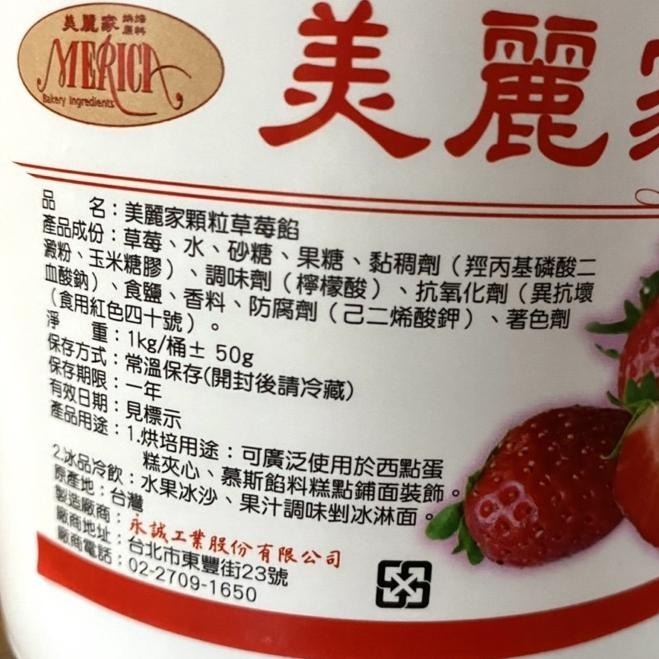 美麗家 烘焙原料
MERICA
Bakery Ingredients
美麗家
品 名：美麗家顆粒草莓餡
產品成份：草莓、水、砂糖、果糖、黏稠劑（羥丙基磷酸二
澱粉、玉米糖膠）、調味劑（檸檬酸）、抗氧化劑（異抗壞
血酸鈉）、食鹽、香料、防腐劑（己二烯酸鉀）、著色劑
（食用紅色四十號）。
淨 重：1kg/桶± 50g
保存方式：常溫保存(開封後請冷藏)
保存期限：一年
有效日期：見標示
產品用途：1.烘培用途：可廣泛使用於西點蛋
糕夾心、慕斯餡料糕點鋪面裝飾。
2.冰品冷飲：水果冰沙、果汁調味剉冰淋面。
原產地：台灣
製造廠商：永誠工業股份有限公司
廠商地址：台北市東豐街23號
廠商電話：02-2709-1650